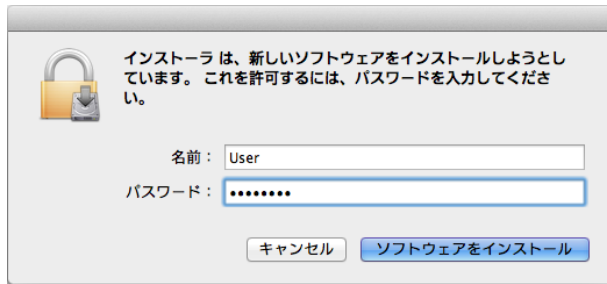 インストーラ は、新しいソフトウェアをインストールしようとし
ています。 これを許可するには、パスワードを入力してくださ
い。
名前： User
パスワード： ••••••••
キャンセル ソフトウェアをインストール